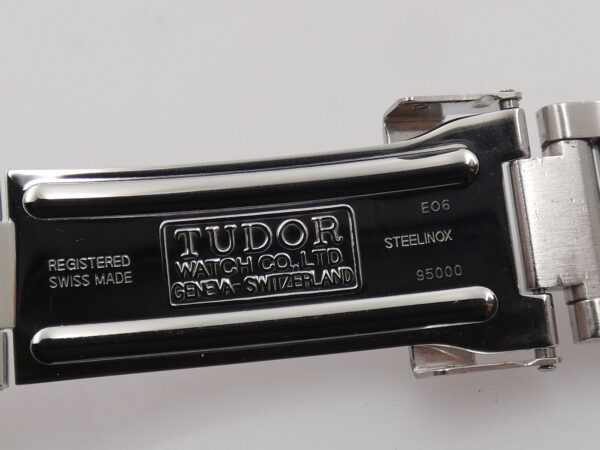 REGISTERED
SWISS MADE
TUDOR
WATCH CO., LTD
GENEVA-SWITZERLAND
E06
STEELINOX
95000